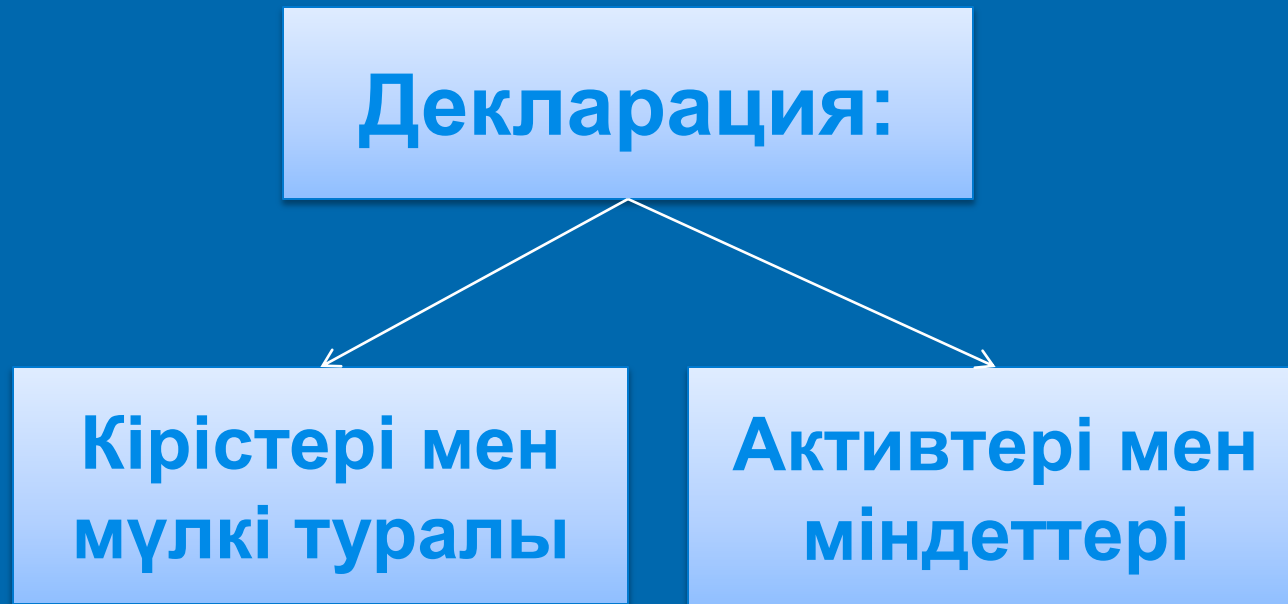 Декларация:
Кірістері мен
мүлкі туралы
Активтері мен
міндеттері